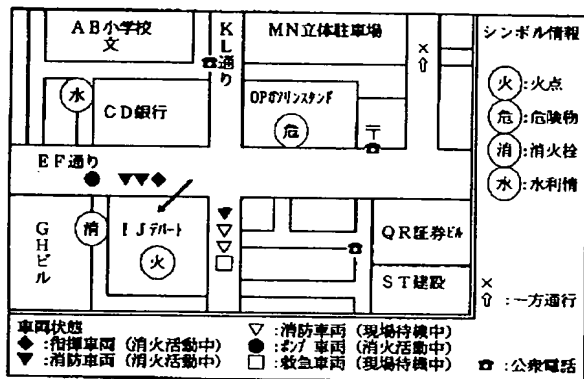 AB小学校
文
KL通り
MN立体駐車場
×
⇧
シンボル情報
水
CD銀行
OPガソリンスタンド
危
〒
火:火点
危:危険物
消:消火栓
水:水利情
EF通り
GHビル
消
IJデパート
火
QR証券ビル
ST建設
×
⇧:一方通行
車両状態
◆:指揮車両(消火活動中)
▼:消防車両(消火活動中)
▽:消防車両(現場待機中)
●:ポンプ車両(消火活動中)
□:救急車両(現場待機中)
☎:公衆電話